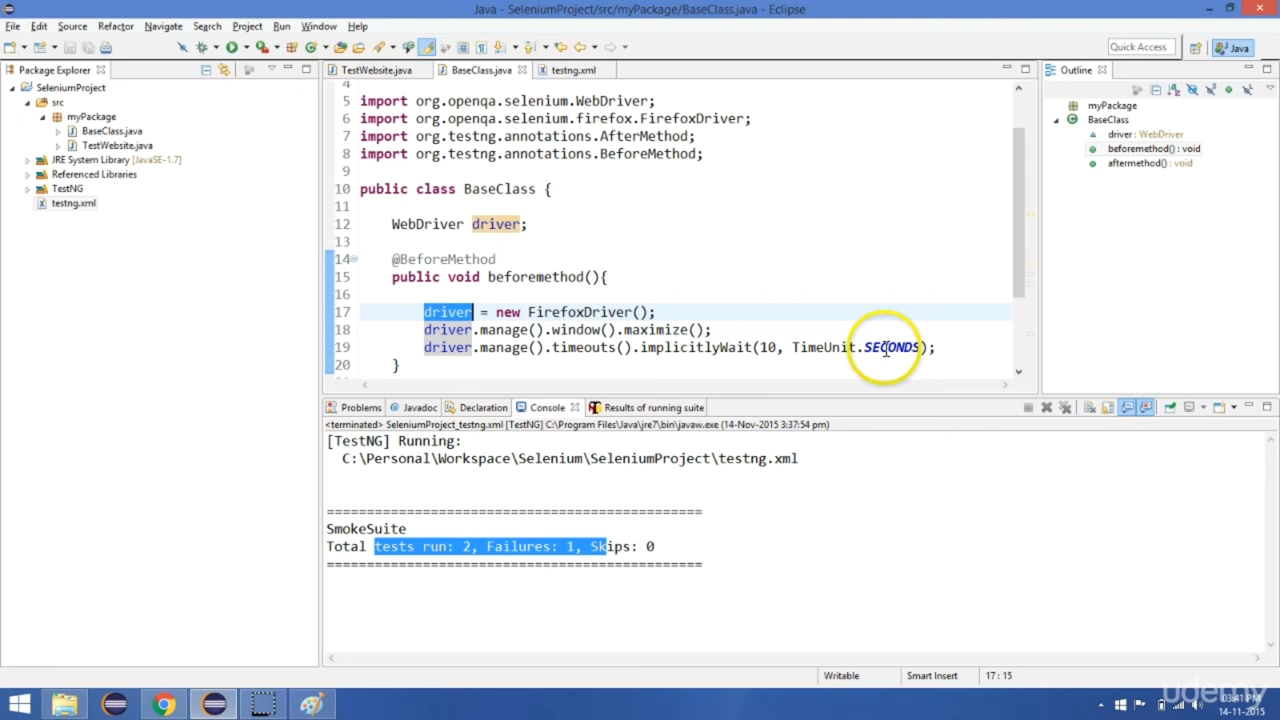 Java - SeleniumProject/src/myPackage/BaseClass.java - Eclipse
File Edit Source Refactor Navigate Search Project Run Window Help
Quick Access
Java
Package Explorer
SeleniumProject
src
myPackage
BaseClass.java
TestWebsite.java
JRE System Library [JavaSE-1.7]
Referenced Libraries
TestNG
testng.xml
TestWebsite.java BaseClass.java testng.xml
4
5 import org.openqa.selenium.WebDriver;
6 import org.openqa.selenium.firefox.FirefoxDriver;
7 import org.testng.annotations.AfterMethod;
8 import org.testng.annotations.BeforeMethod;
9
10 public class BaseClass {
11
12 WebDriver driver;
13
14 @BeforeMethod
15 public void beforemethod(){
16
17 driver = new FirefoxDriver();
18 driver.manage().window().maximize();
19 driver.manage().timeouts().implicitlyWait(10, TimeUnit.SECONDS);
20 }
Outline
myPackage
BaseClass
driver : WebDriver
beforemethod() : void
aftermethod() : void
Problems Javadoc Declaration Console Results of running suite
<terminated> SeleniumProject_testng.xml [TestNG] C:\Program Files\Java\jre7\bin\javaw.exe (14-Nov-2015 3:37:54 pm)
[TestNG] Running:
C:\Personal\Workspace\Selenium\SeleniumProject\testng.xml
===============================================
SmokeSuite
Total tests run: 2, Failures: 1, Skips: 0
===============================================
Writable Smart Insert 17 : 15
udemy
03:41 PM
14-11-2015